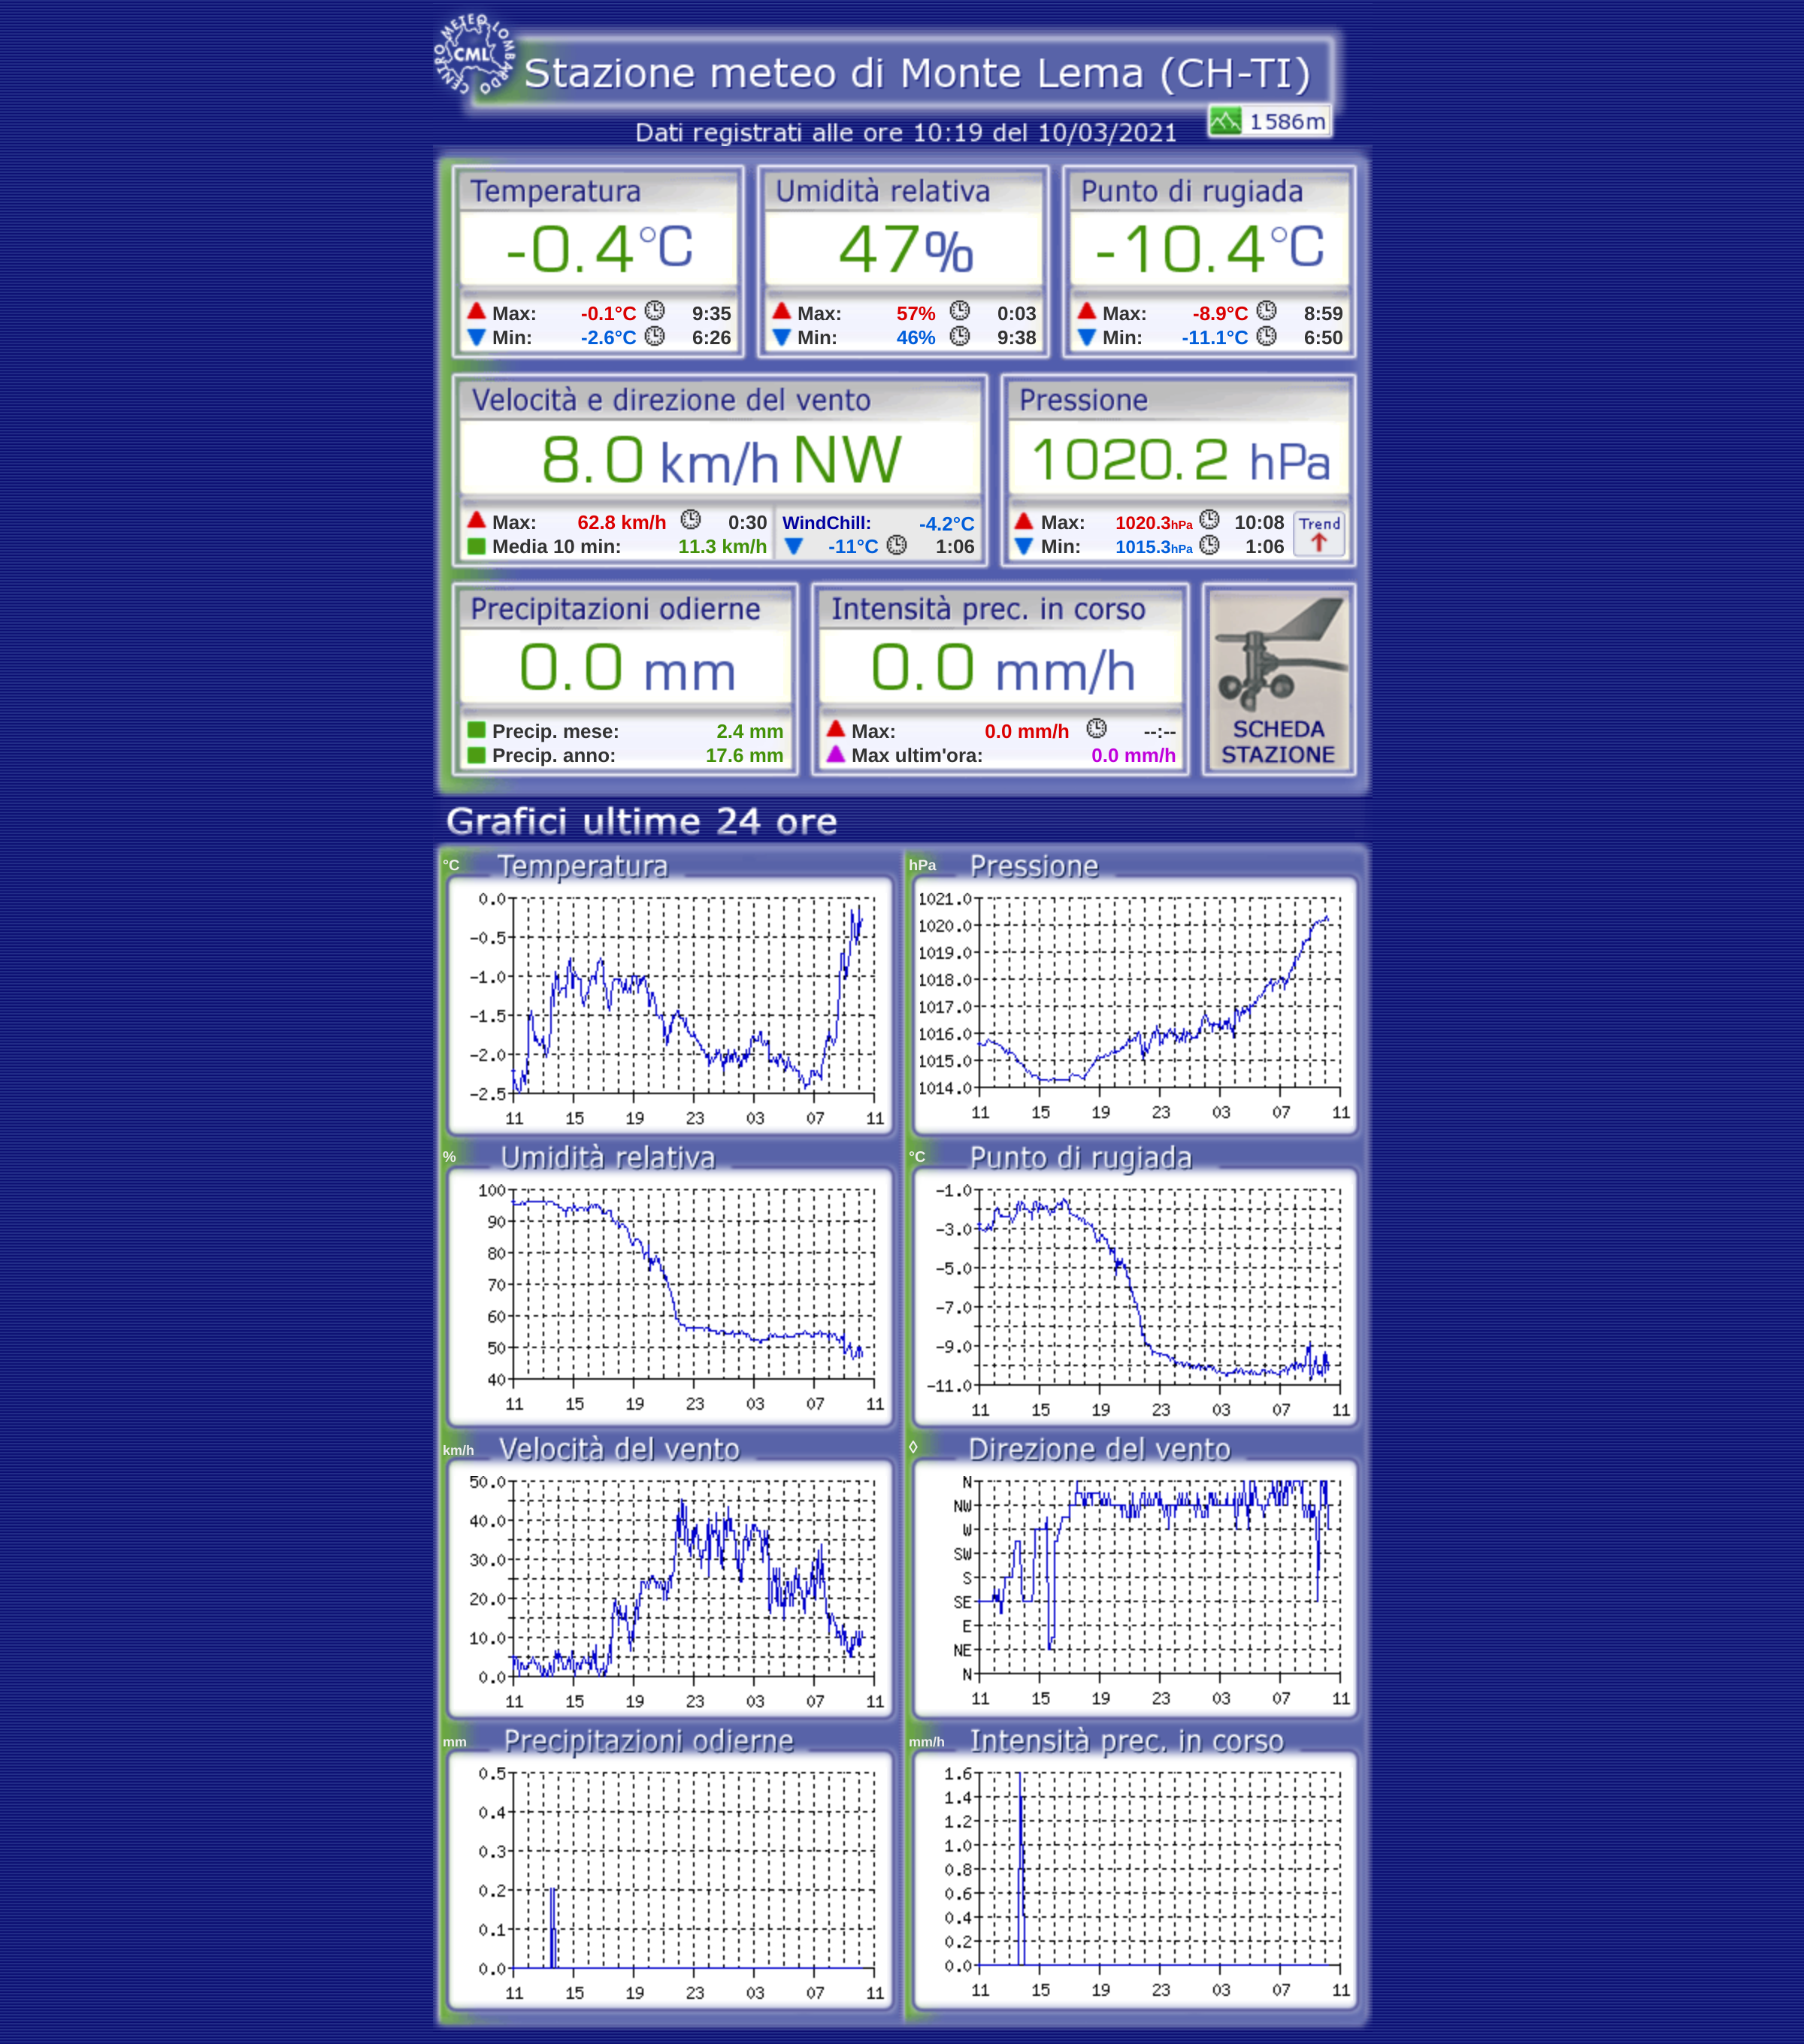 CENTRO METEO LOMBARDO
CML
Stazione meteo di Monte Lema (CH-TI)
1586m
Dati registrati alle ore 10:19 del 10/03/2021
Temperatura Umidità relativa Punto di rugiada
-0.4°C 47% -10.4°C
Max: -0.1°C 9:35 Max: 57% 0:03 Max: -8.9°C 8:59
Min: -2.6°C 6:26 Min: 46% 9:38 Min: -11.1°C 6:50
Velocità e direzione del vento Pressione
8.0 km/h NW 1020.2 hPa
Max: 62.8 km/h 0:30 WindChill: -4.2°C Max: 1020.3hPa 10:08 Trend
Media 10 min: 11.3 km/h -11°C 1:06 Min: 1015.3hPa 1:06
Precipitazioni odierne Intensità prec. in corso
0.0 mm 0.0 mm/h
Precip. mese: 2.4 mm Max: 0.0 mm/h --:-- SCHEDA
Precip. anno: 17.6 mm Max ultim'ora: 0.0 mm/h STAZIONE
Grafici ultime 24 ore
°C Temperatura
0.0
-0.5
-1.0
-1.5
-2.0
-2.5
11 15 19 23 03 07 11
hPa Pressione
1021.0
1020.0
1019.0
1018.0
1017.0
1016.0
1015.0
1014.0
11 15 19 23 03 07 11
% Umidità relativa
100
90
80
70
60
50
40
11 15 19 23 03 07 11
°C Punto di rugiada
-1.0
-3.0
-5.0
-7.0
-9.0
-11.0
11 15 19 23 03 07 11
km/h Velocità del vento
50.0
40.0
30.0
20.0
10.0
0.0
11 15 19 23 03 07 11
◊ Direzione del vento
N
NW
W
SW
S
SE
E
NE
N
11 15 19 23 03 07 11
mm Precipitazioni odierne
0.5
0.4
0.3
0.2
0.1
0.0
11 15 19 23 03 07 11
mm/h Intensità prec. in corso
1.6
1.4
1.2
1.0
0.8
0.6
0.4
0.2
0.0
11 15 19 23 03 07 11